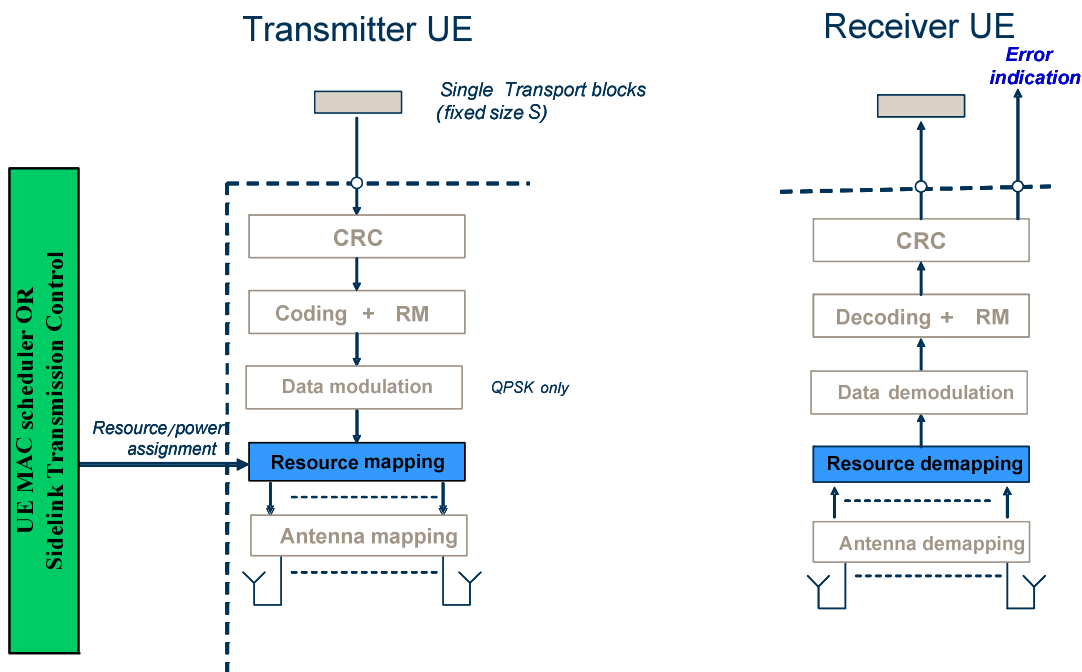 Transmitter UE
Receiver UE
Error
indication
Single Transport blocks
(fixed size S)
UE MAC scheduler OR
Sidelink Transmission Control
CRC
CRC
Coding + RM
Decoding + RM
Data modulation
QPSK only
Data demodulation
Resource/power
assignment
Resource mapping
Resource demapping
Antenna mapping
Antenna demapping